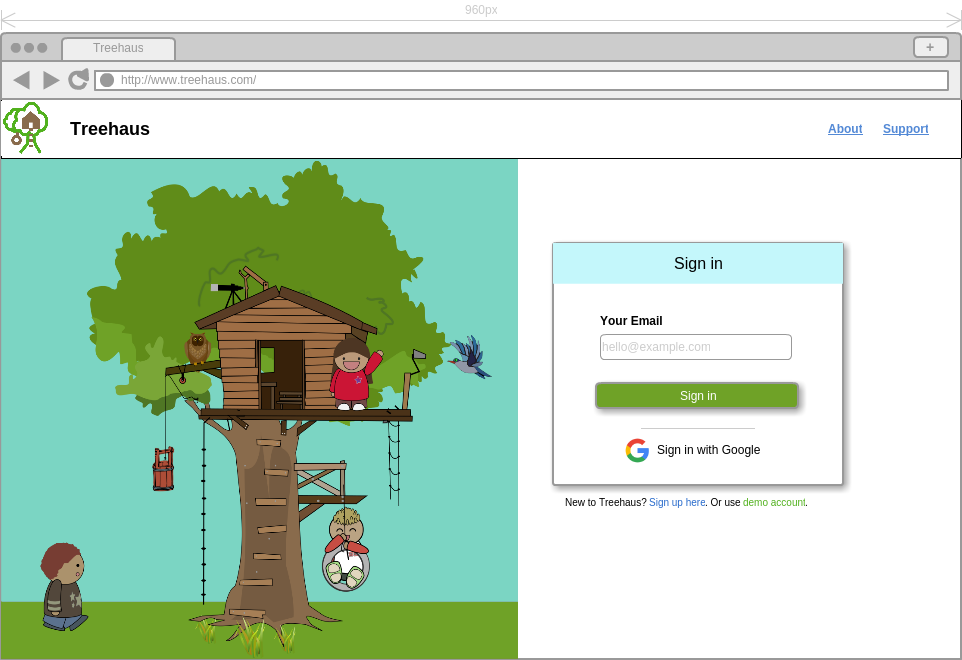 960px
Treehaus
+
http://www.treehaus.com/
Treehaus
About Support
Sign in
Your Email
hello@example.com
Sign in
Sign in with Google
New to Treehaus? Sign up here. Or use demo account.